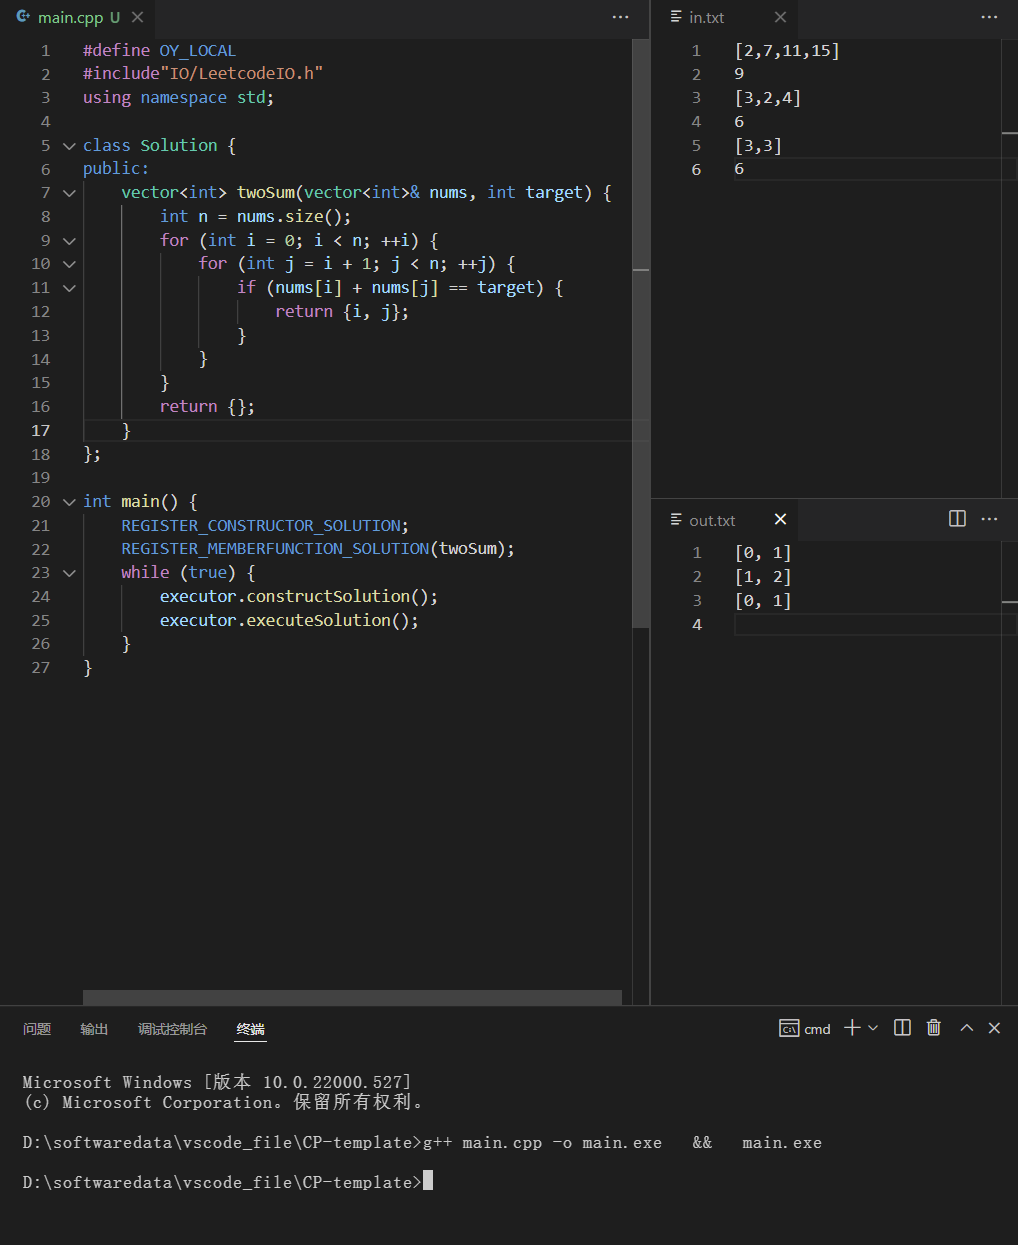 main.cpp U
1 #define OY_LOCAL
2 #include"IO/LeetcodeIO.h"
3 using namespace std;
4
5 class Solution {
6 public:
7     vector<int> twoSum(vector<int>& nums, int target) {
8         int n = nums.size();
9         for (int i = 0; i < n; ++i) {
10             for (int j = i + 1; j < n; ++j) {
11                 if (nums[i] + nums[j] == target) {
12                     return {i, j};
13                 }
14             }
15         }
16         return {};
17     }
18 };
19
20 int main() {
21     REGISTER_CONSTRUCTOR_SOLUTION;
22     REGISTER_MEMBERFUNCTION_SOLUTION(twoSum);
23     while (true) {
24         executor.constructSolution();
25         executor.executeSolution();
26     }
27 }
in.txt
1 [2,7,11,15]
2 9
3 [3,2,4]
4 6
5 [3,3]
6 6
out.txt
1 [0, 1]
2 [1, 2]
3 [0, 1]
4
问题 输出 调试控制台 终端 cmd
Microsoft Windows [版本 10.0.22000.527]
(c) Microsoft Corporation。保留所有权利。
D:\softwaredata\vscode_file\CP-template>g++ main.cpp -o main.exe   &&   main.exe
D:\softwaredata\vscode_file\CP-template>